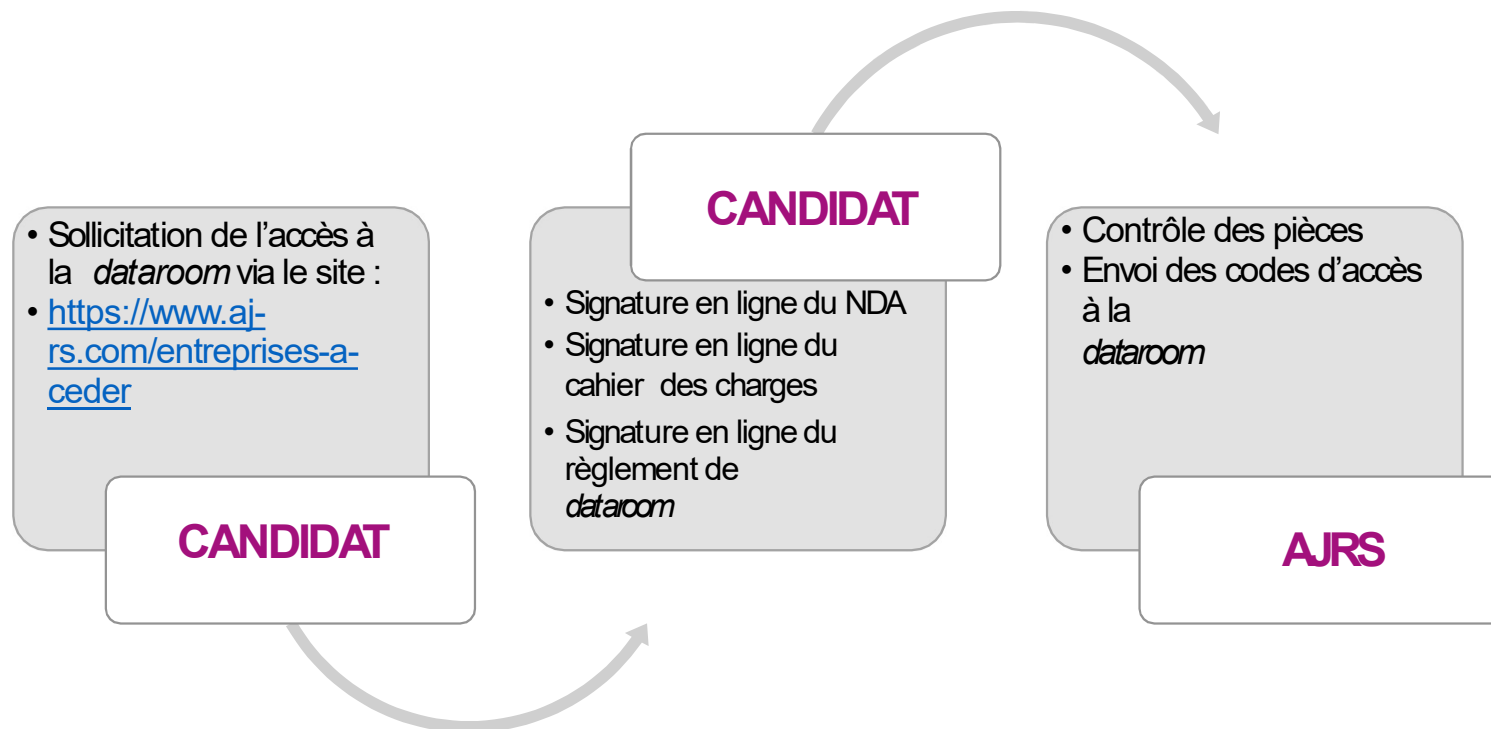 • Sollicitation de l'accès à
la dataroom via le site :
• https://www.aj-
rs.com/entreprises-a-
ceder
CANDIDAT
CANDIDAT
• Signature en ligne du NDA
• Signature en ligne du
cahier des charges
• Signature en ligne du
règlement de
dataroom
• Contrôle des pièces
• Envoi des codes d'accès
à la
dataroom
AJRS